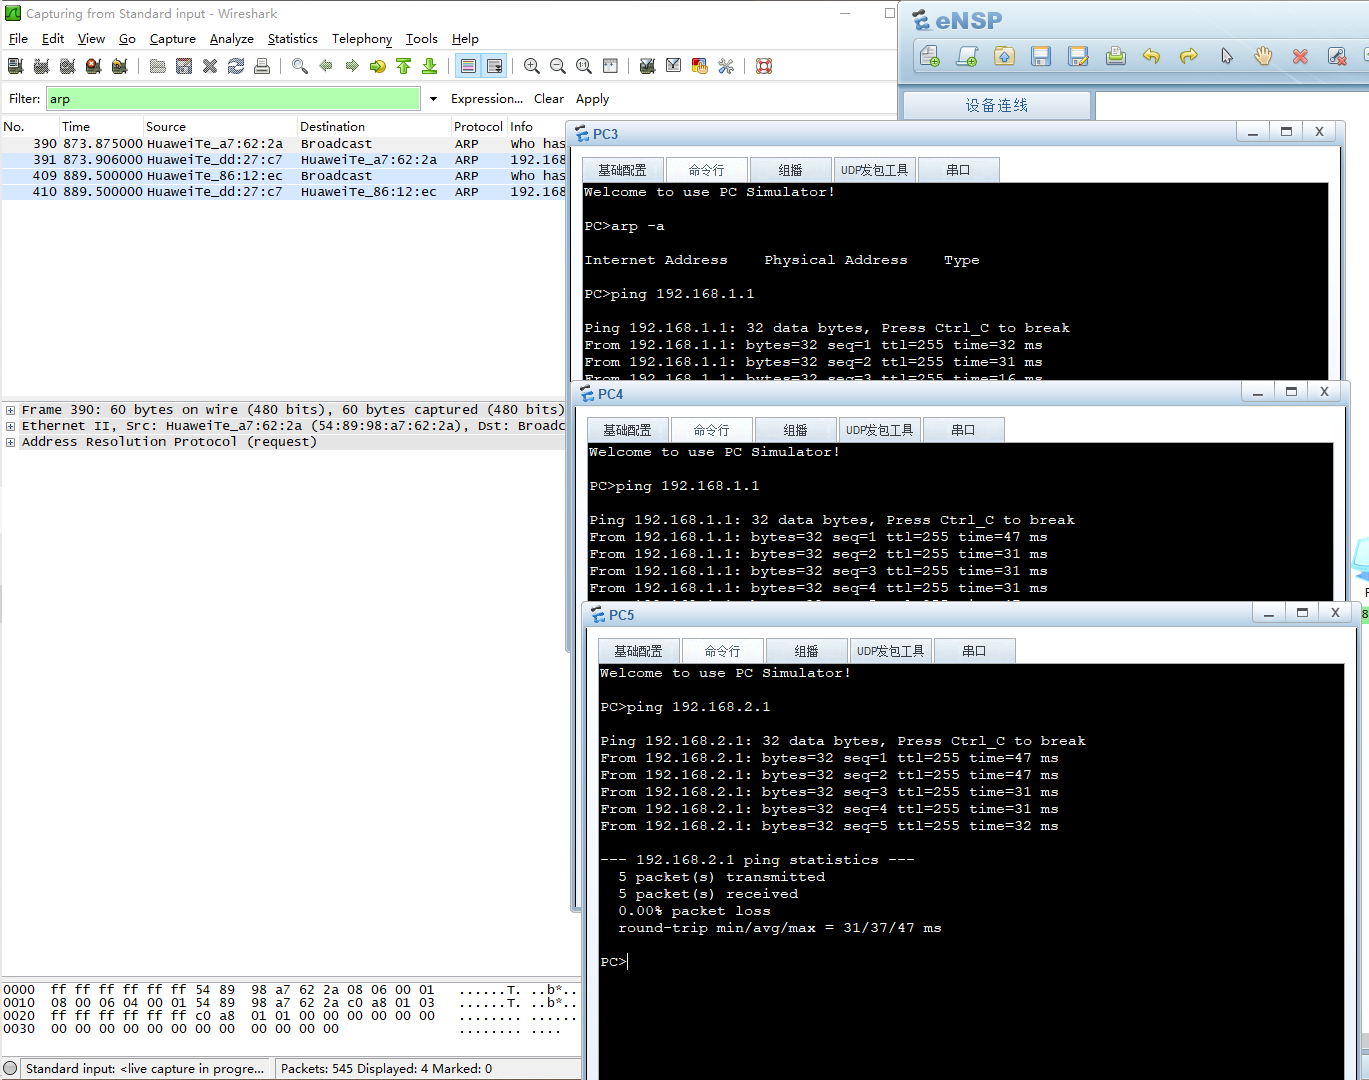 Capturing from Standard input - Wireshark
File Edit View Go Capture Analyze Statistics Telephony Tools Help
Filter: arp Expression... Clear Apply
No. Time Source Destination Protocol Info
390 873.875000 HuaweiTe_a7:62:2a Broadcast ARP Who has
391 873.906000 HuaweiTe_dd:27:c7 HuaweiTe_a7:62:2a ARP 192.168
409 889.500000 HuaweiTe_86:12:ec Broadcast ARP Who has
410 889.500000 HuaweiTe_dd:27:c7 HuaweiTe_86:12:ec ARP 192.168
Frame 390: 60 bytes on wire (480 bits), 60 bytes captured (480 bits)
Ethernet II, Src: HuaweiTe_a7:62:2a (54:89:98:a7:62:2a), Dst: Broadc
Address Resolution Protocol (request)
0000 ff ff ff ff ff ff 54 89 98 a7 62 2a 08 06 00 01 ......T. ..b*..
0010 08 00 06 04 00 01 54 89 98 a7 62 2a c0 a8 01 03 ......T. ..b*..
0020 ff ff ff ff ff ff c0 a8 01 01 00 00 00 00 00 00 ........ ......
0030 00 00 00 00 00 00 00 00 00 00 00 00 ........ ....
Standard input: <live capture in progre... Packets: 545 Displayed: 4 Marked: 0
eNSP
设备连线
PC3
基础配置 命令行 组播 UDP发包工具 串口
Welcome to use PC Simulator!
PC>arp -a
Internet Address Physical Address Type
PC>ping 192.168.1.1
Ping 192.168.1.1: 32 data bytes, Press Ctrl_C to break
From 192.168.1.1: bytes=32 seq=1 ttl=255 time=32 ms
From 192.168.1.1: bytes=32 seq=2 ttl=255 time=31 ms
From 192.168.1.1: bytes=32 seq=3 ttl=255 time=16 ms
PC4
基础配置 命令行 组播 UDP发包工具 串口
Welcome to use PC Simulator!
PC>ping 192.168.1.1
Ping 192.168.1.1: 32 data bytes, Press Ctrl_C to break
From 192.168.1.1: bytes=32 seq=1 ttl=255 time=47 ms
From 192.168.1.1: bytes=32 seq=2 ttl=255 time=31 ms
From 192.168.1.1: bytes=32 seq=3 ttl=255 time=31 ms
From 192.168.1.1: bytes=32 seq=4 ttl=255 time=31 ms
PC5
基础配置 命令行 组播 UDP发包工具 串口
Welcome to use PC Simulator!
PC>ping 192.168.2.1
Ping 192.168.2.1: 32 data bytes, Press Ctrl_C to break
From 192.168.2.1: bytes=32 seq=1 ttl=255 time=47 ms
From 192.168.2.1: bytes=32 seq=2 ttl=255 time=47 ms
From 192.168.2.1: bytes=32 seq=3 ttl=255 time=31 ms
From 192.168.2.1: bytes=32 seq=4 ttl=255 time=31 ms
From 192.168.2.1: bytes=32 seq=5 ttl=255 time=32 ms
--- 192.168.2.1 ping statistics ---
5 packet(s) transmitted
5 packet(s) received
0.00% packet loss
round-trip min/avg/max = 31/37/47 ms
PC>